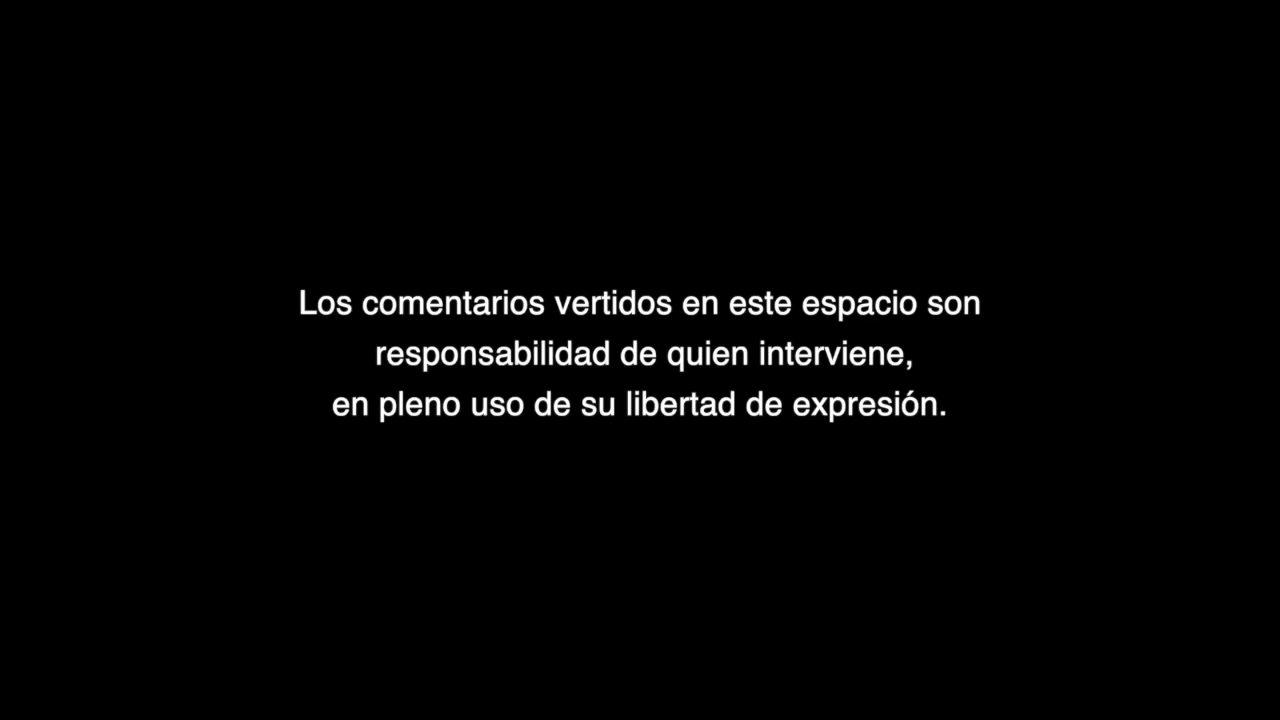 Los comentarios vertidos en este espacio son
responsabilidad de quien interviene,
en pleno uso de su libertad de expresión.